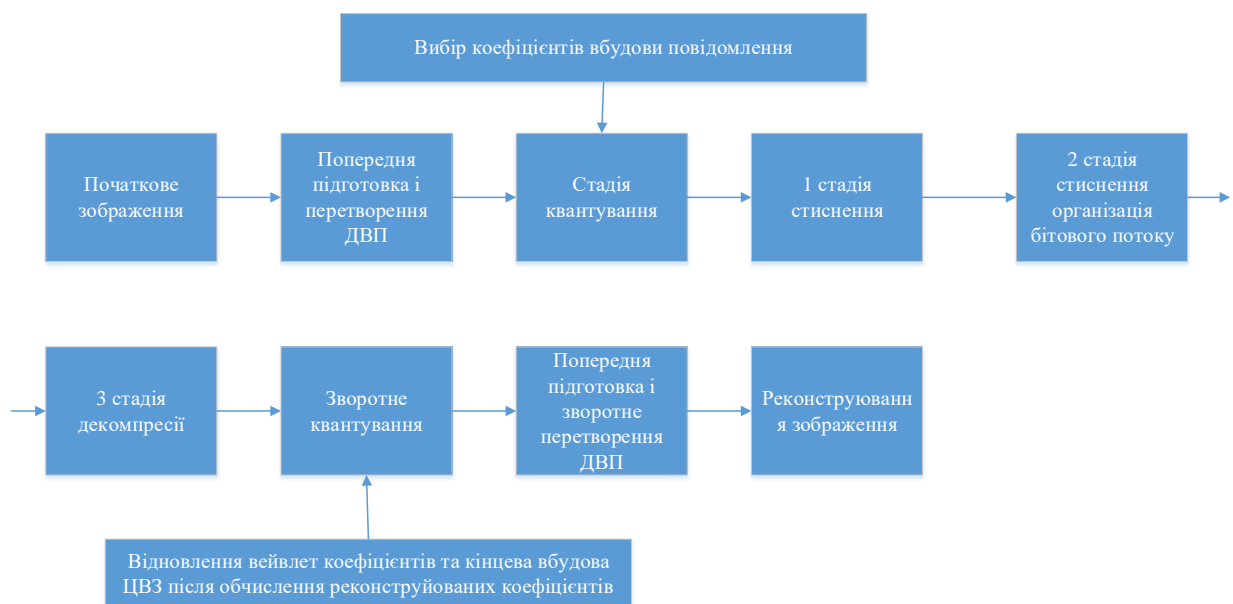 Вибір коефіцієнтів вбудови повідомлення
Початкове
зображення
Попередня
підготовка і
перетворення
ДВП
Стадія
квантування
1 стадія
стиснення
2 стадія
стиснення
організація
бітового потоку
3 стадія
декомпресії
Зворотне
квантування
Попередня
підготовка і
зворотне
перетворення
ДВП
Реконструюванн
я зображення
Відновлення вейвлет коефіцієнтів та кінцева вбудова
ЦВЗ після обчислення реконструйованих коефіцієнтів